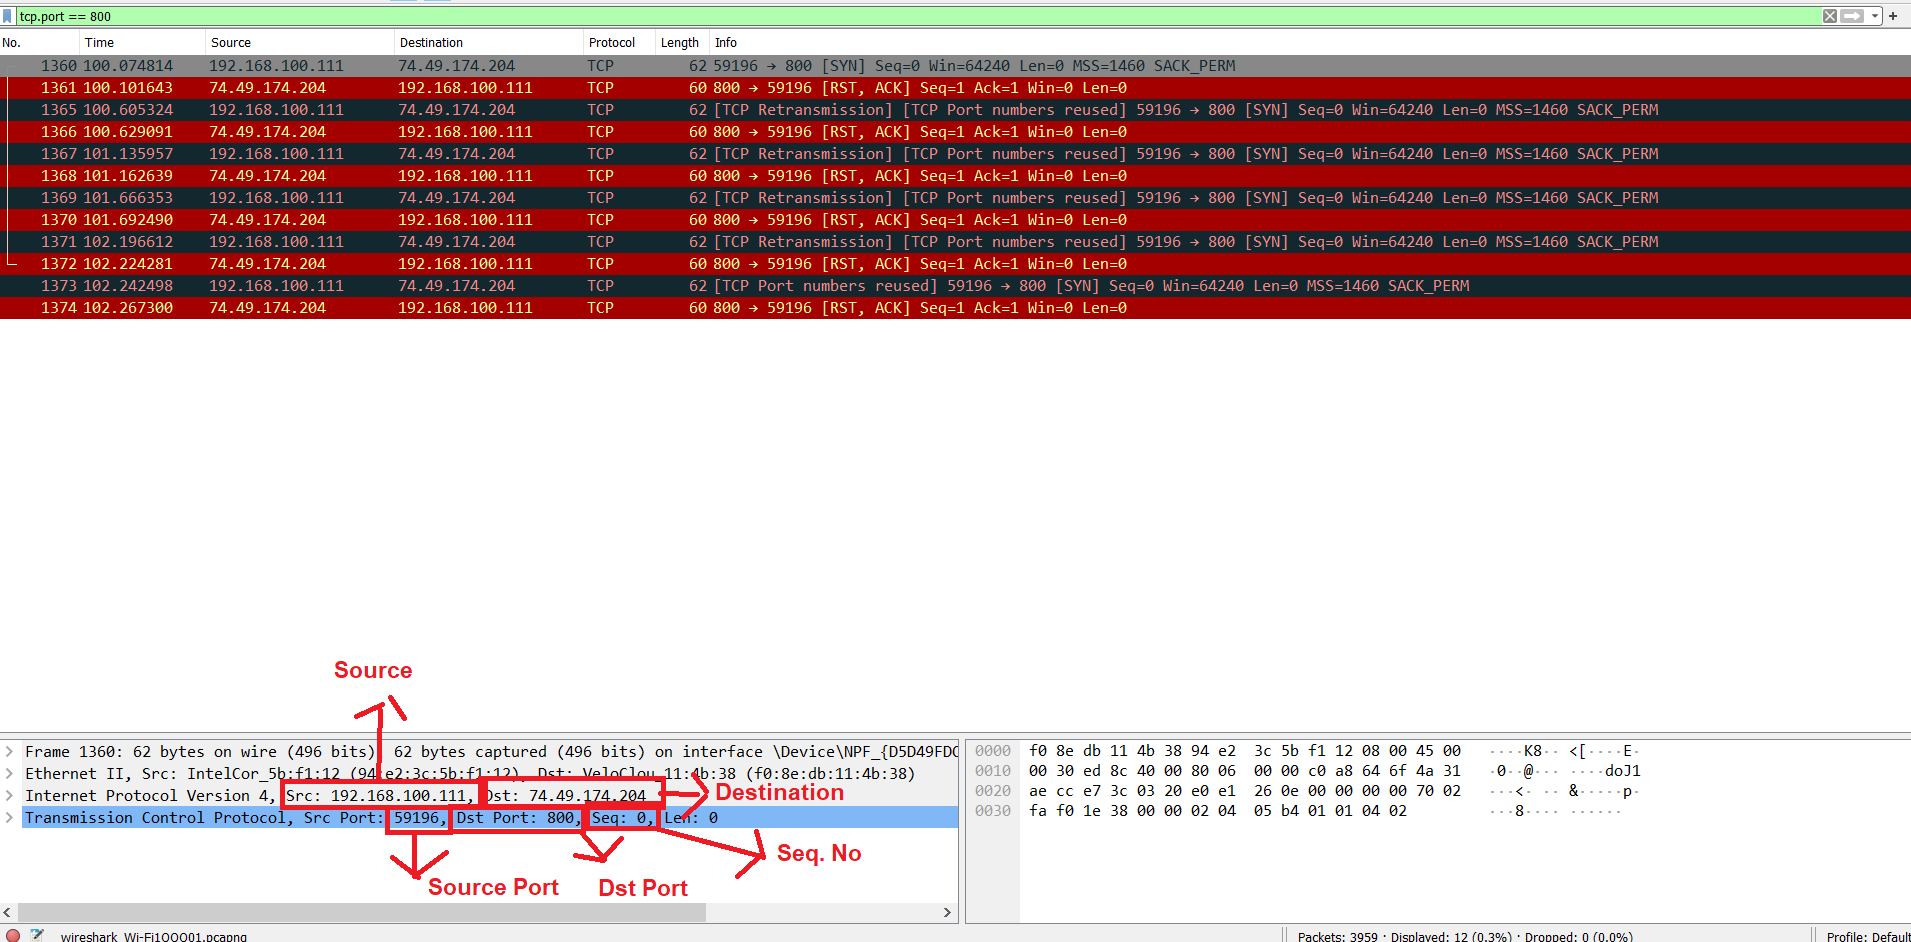 tcp.port == 800
No. Time Source Destination Protocol Length Info
1360 100.074814 192.168.100.111 74.49.174.204 TCP 62 59196 → 800 [SYN] Seq=0 Win=64240 Len=0 MSS=1460 SACK_PERM
1361 100.101643 74.49.174.204 192.168.100.111 TCP 60 800 → 59196 [RST, ACK] Seq=1 Ack=1 Win=0 Len=0
1365 100.605324 192.168.100.111 74.49.174.204 TCP 62 [TCP Retransmission] [TCP Port numbers reused] 59196 → 800 [SYN] Seq=0 Win=64240 Len=0 MSS=1460 SACK_PERM
1366 100.629091 74.49.174.204 192.168.100.111 TCP 60 800 → 59196 [RST, ACK] Seq=1 Ack=1 Win=0 Len=0
1367 101.135957 192.168.100.111 74.49.174.204 TCP 62 [TCP Retransmission] [TCP Port numbers reused] 59196 → 800 [SYN] Seq=0 Win=64240 Len=0 MSS=1460 SACK_PERM
1368 101.162639 74.49.174.204 192.168.100.111 TCP 60 800 → 59196 [RST, ACK] Seq=1 Ack=1 Win=0 Len=0
1369 101.666353 192.168.100.111 74.49.174.204 TCP 62 [TCP Retransmission] [TCP Port numbers reused] 59196 → 800 [SYN] Seq=0 Win=64240 Len=0 MSS=1460 SACK_PERM
1370 101.692490 74.49.174.204 192.168.100.111 TCP 60 800 → 59196 [RST, ACK] Seq=1 Ack=1 Win=0 Len=0
1371 102.196612 192.168.100.111 74.49.174.204 TCP 62 [TCP Retransmission] [TCP Port numbers reused] 59196 → 800 [SYN] Seq=0 Win=64240 Len=0 MSS=1460 SACK_PERM
1372 102.224281 74.49.174.204 192.168.100.111 TCP 60 800 → 59196 [RST, ACK] Seq=1 Ack=1 Win=0 Len=0
1373 102.242498 192.168.100.111 74.49.174.204 TCP 62 [TCP Port numbers reused] 59196 → 800 [SYN] Seq=0 Win=64240 Len=0 MSS=1460 SACK_PERM
1374 102.267300 74.49.174.204 192.168.100.111 TCP 60 800 → 59196 [RST, ACK] Seq=1 Ack=1 Win=0 Len=0
Source
Frame 1360: 62 bytes on wire (496 bits), 62 bytes captured (496 bits) on interface \Device\NPF_{D5D49FDC
Ethernet II, Src: IntelCor_5b:f1:12 (94:e2:3c:5b:f1:12), Dst: VeloClou_11:4b:38 (f0:8e:db:11:4b:38)
Internet Protocol Version 4, Src: 192.168.100.111, Dst: 74.49.174.204
Destination
Transmission Control Protocol, Src Port: 59196, Dst Port: 800, Seq: 0, Len: 0
Seq. No
Source Port
Dst Port
0000 f0 8e db 11 4b 38 94 e2 3c 5b f1 12 08 00 45 00 ····K8·· <[····E·
0010 00 30 ed 8c 40 00 80 06 00 00 c0 a8 64 6f 4a 31 ·0··@··· ····doJ1
0020 ae cc e7 3c 03 20 e0 e1 26 0e 00 00 00 00 70 02 ···<· ·· &·····p·
0030 fa f0 1e 38 00 00 02 04 05 b4 01 01 04 02 ···8···· ······
wireshark_Wi-Fi1OOO01.pcapng
Packets: 3959 · Displayed: 12 (0.3%) · Dropped: 0 (0.0%)
Profile: Default